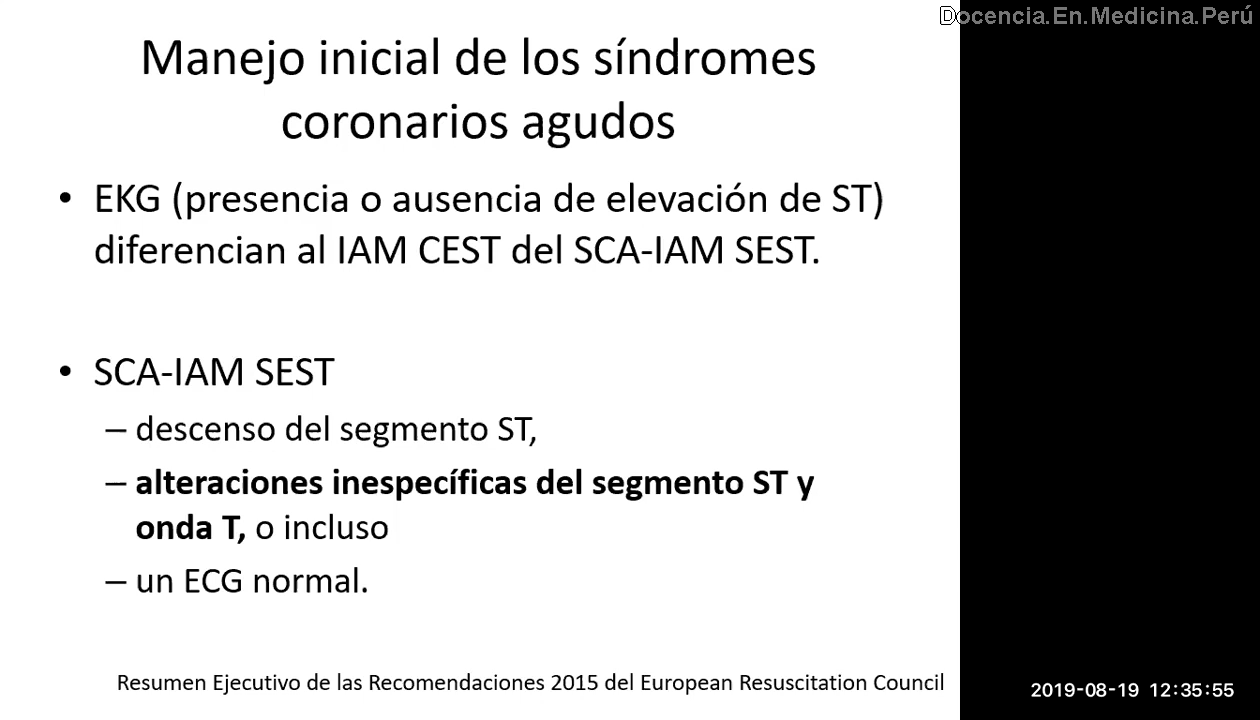 Docencia.En.Medicina.Perú
Manejo inicial de los síndromes
coronarios agudos
• EKG (presencia o ausencia de elevación de ST)
diferencian al IAM CEST del SCA-IAM SEST.
• SCA-IAM SEST
– descenso del segmento ST,
– alteraciones inespecíficas del segmento ST y
onda T, o incluso
– un ECG normal.
Resumen Ejecutivo de las Recomendaciones 2015 del European Resuscitation Council
2019-08-19 12:35:55